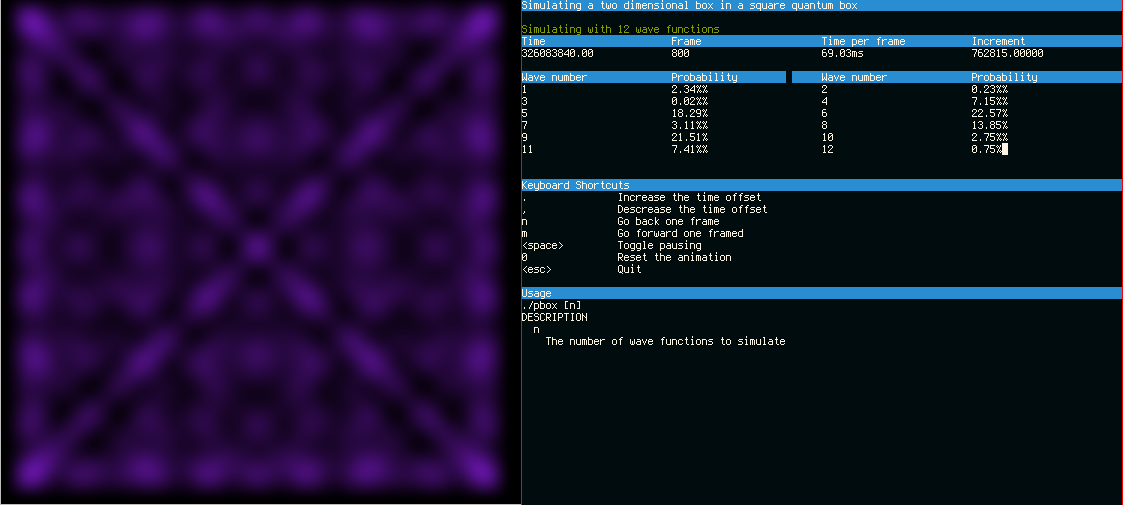 Simulating a two dimensional box in a square quantum box
Simulating with 12 wave functions
Time Frame Time per frame Increment
326083840.00 800 69.03ms 762815.00000
Wave number Probability Wave number Probability
1 2.34%% 2 0.23%%
3 0.02%% 4 7.15%%
5 18.29% 6 22.57%
7 3.11%% 8 13.85%
9 21.51% 10 2.75%%
11 7.41%% 12 0.75%
Keyboard Shortcuts
. Increase the time offset
, Descrease the time offset
n Go back one frame
m Go forward one framed
<space> Toggle pausing
0 Reset the animation
<esc> Quit
Usage
./pbox [n]
DESCRIPTION
n
The number of wave functions to simulate